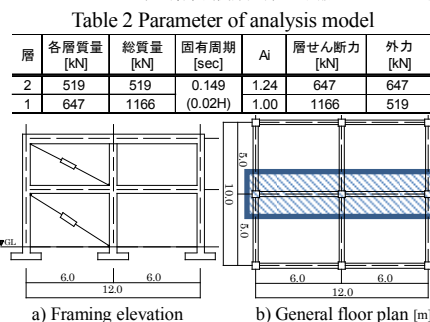 Table 2 Parameter of analysis model
層 各層質量 [kN] 総質量 [kN] 固有周期 [sec] Ai 層せん断力 [kN] 外力 [kN]
2 519 519 0.149 1.24 647 647
1 647 1166 (0.02H) 1.00 1166 519
GL
5.0
10.0
5.0
6.0 6.0
12.0
6.0 6.0
12.0
a) Framing elevation b) General floor plan [m]